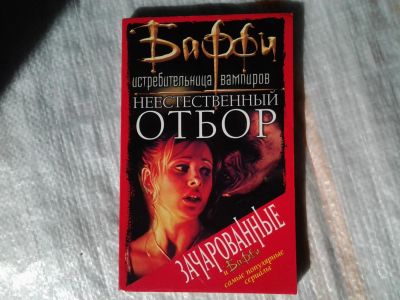 Баффи
истребительница вампиров
НЕЕСТЕСТВЕННЫЙ
ОТБОР
ЗАЧАРОВАННЫЕ
и Баффи
самые популярные
сериалы